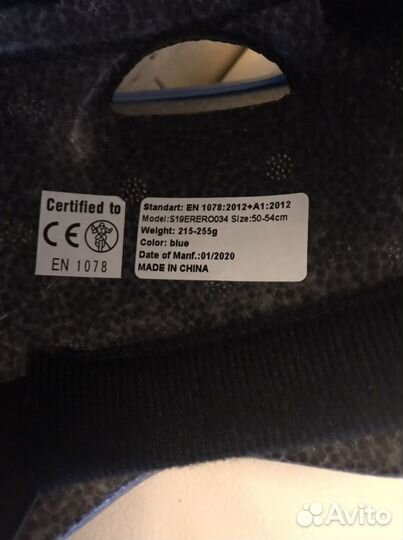 Certified to
CE
EN 1078
Standart: EN 1078:2012+A1:2012
Model:S19ERERO034 Size:50-54cm
Weight: 215-255g
Color: blue
Date of Manf.:01/2020
MADE IN CHINA
Avito